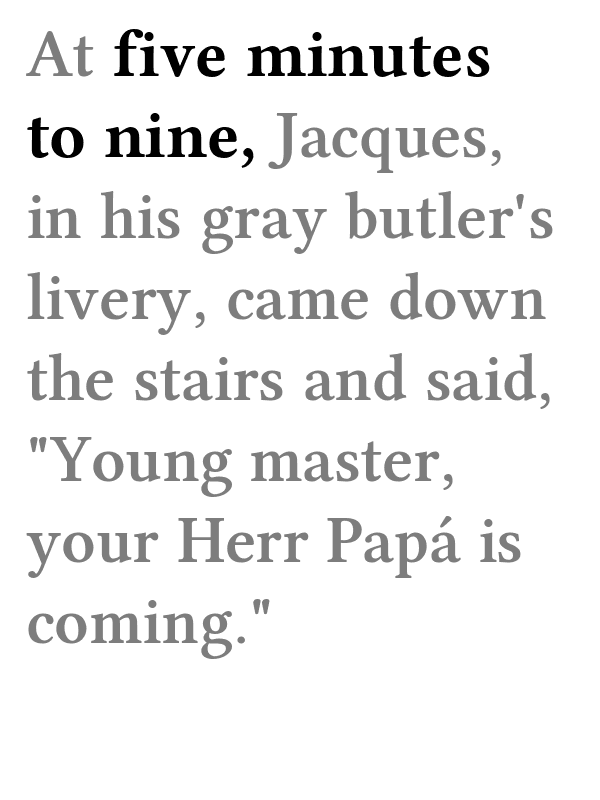 At five minutes
to nine, Jacques,
in his gray butler's
livery, came down
the stairs and said,
"Young master,
your Herr Papá is
coming."